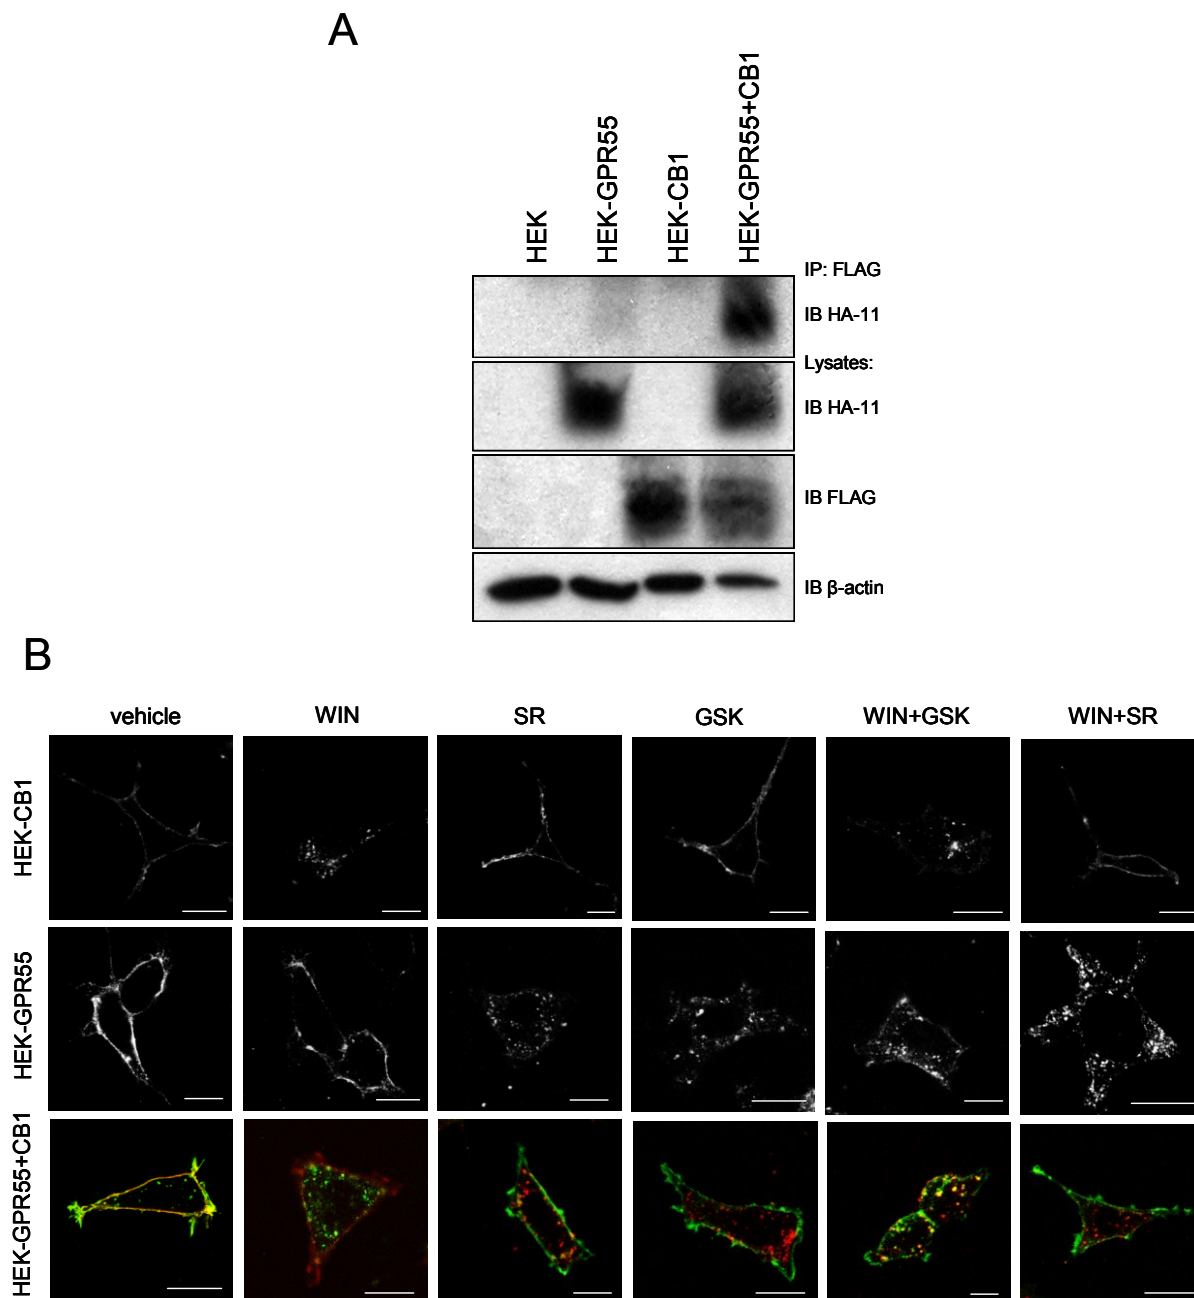 A
HEK
HEK-GPR55
HEK-CB1
HEK-GPR55+CB1
IP: FLAG
IB HA-11
Lysates:
IB HA-11
IB FLAG
IB β-actin
B
vehicle WIN SR GSK WIN+GSK WIN+SR
HEK-CB1
HEK-GPR55
HEK-GPR55+CB1